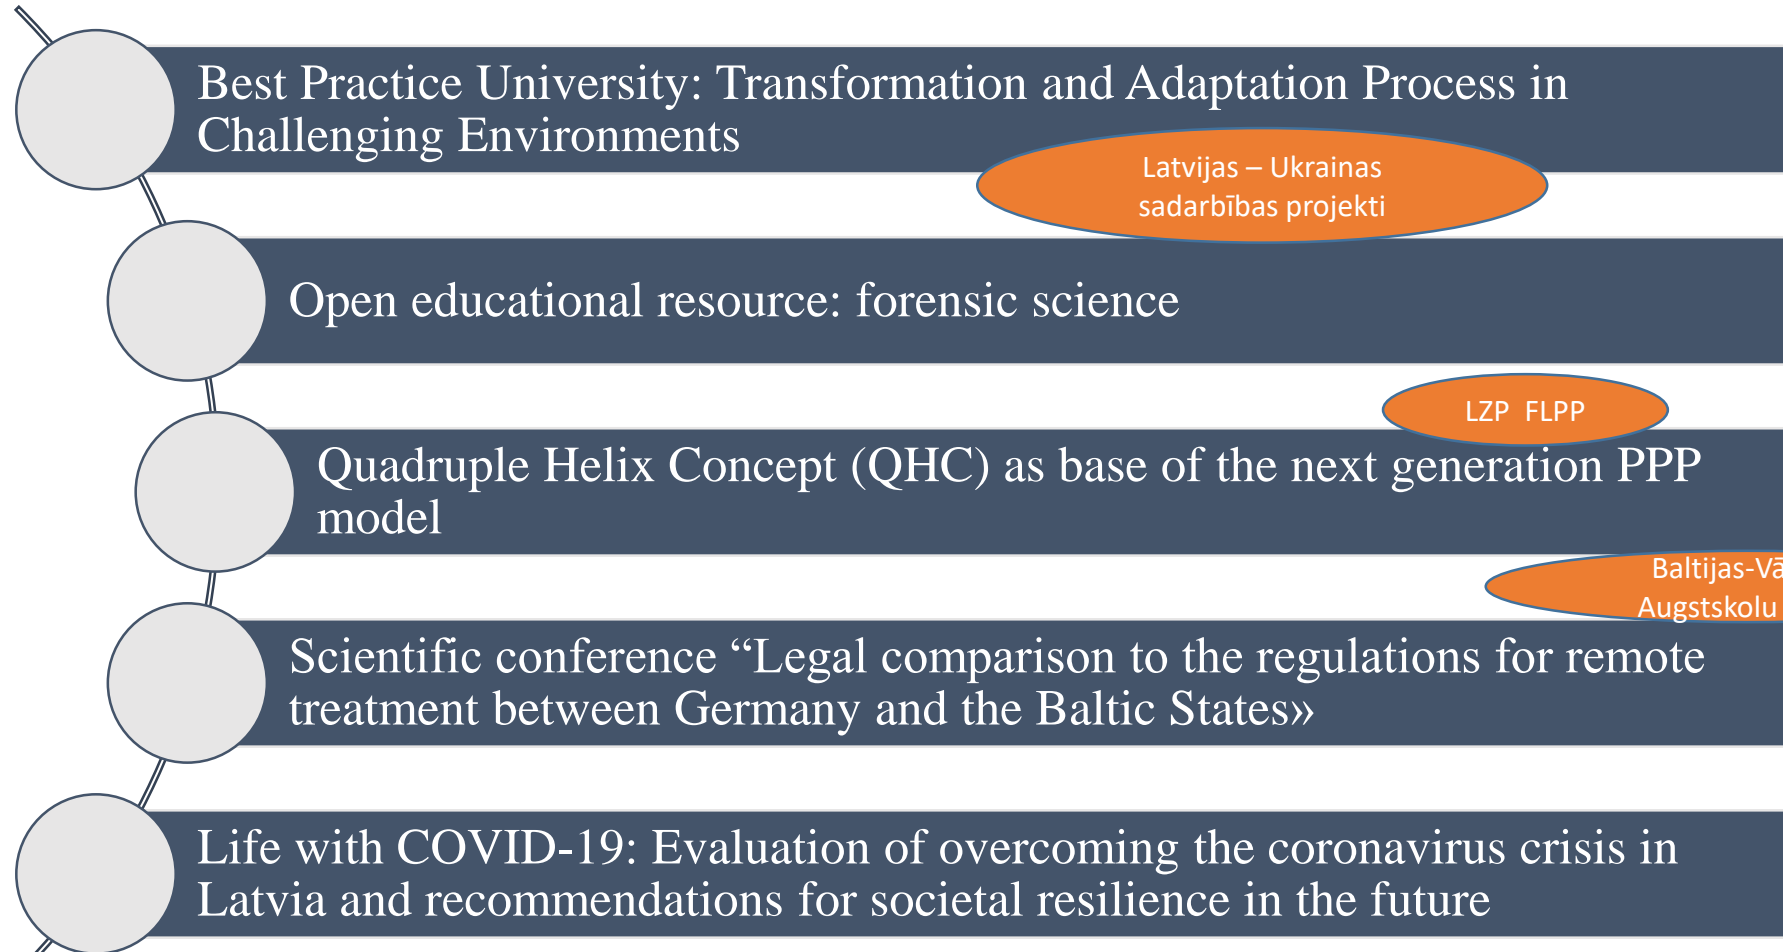 Best Practice University: Transformation and Adaptation Process in
Challenging Environments
Latvijas – Ukrainas
sadarbības projekti
Open educational resource: forensic science
LZP FLPP
Quadruple Helix Concept (QHC) as base of the next generation PPP
model
Baltijas-Vā
Augstskolu
Scientific conference “Legal comparison to the regulations for remote
treatment between Germany and the Baltic States»
Life with COVID-19: Evaluation of overcoming the coronavirus crisis in
Latvia and recommendations for societal resilience in the future